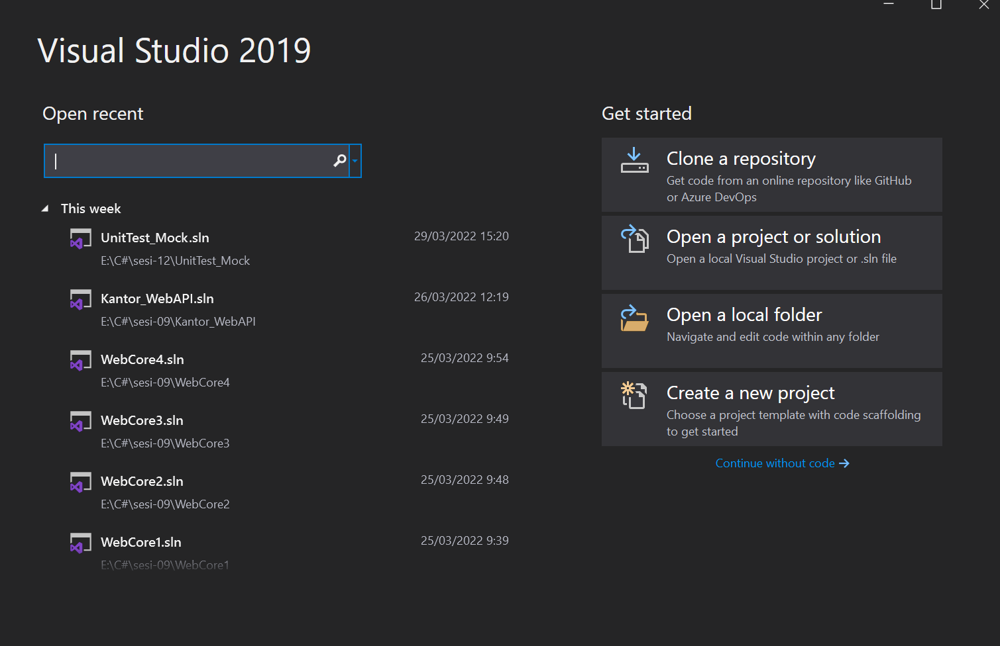 Visual Studio 2019
Open recent
This week
UnitTest_Mock.sln 29/03/2022 15:20
E:\C#\sesi-12\UnitTest_Mock
Kantor_WebAPI.sln 26/03/2022 12:19
E:\C#\sesi-09\Kantor_WebAPI
WebCore4.sln 25/03/2022 9:54
E:\C#\sesi-09\WebCore4
WebCore3.sln 25/03/2022 9:49
E:\C#\sesi-09\WebCore3
WebCore2.sln 25/03/2022 9:48
E:\C#\sesi-09\WebCore2
WebCore1.sln 25/03/2022 9:39
E:\C#\sesi-09\WebCore1
Get started
Clone a repository
Get code from an online repository like GitHub
or Azure DevOps
Open a project or solution
Open a local Visual Studio project or .sln file
Open a local folder
Navigate and edit code within any folder
Create a new project
Choose a project template with code scaffolding
to get started
Continue without code →